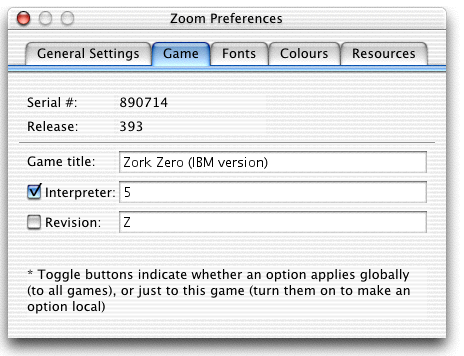 Zoom Preferences
General Settings Game Fonts Colours Resources
Serial #: 890714
Release: 393
Game title: Zork Zero (IBM version)
Interpreter: 5
Revision: Z
* Toggle buttons indicate whether an option applies globally
(to all games), or just to this game (turn them on to make an
option local)